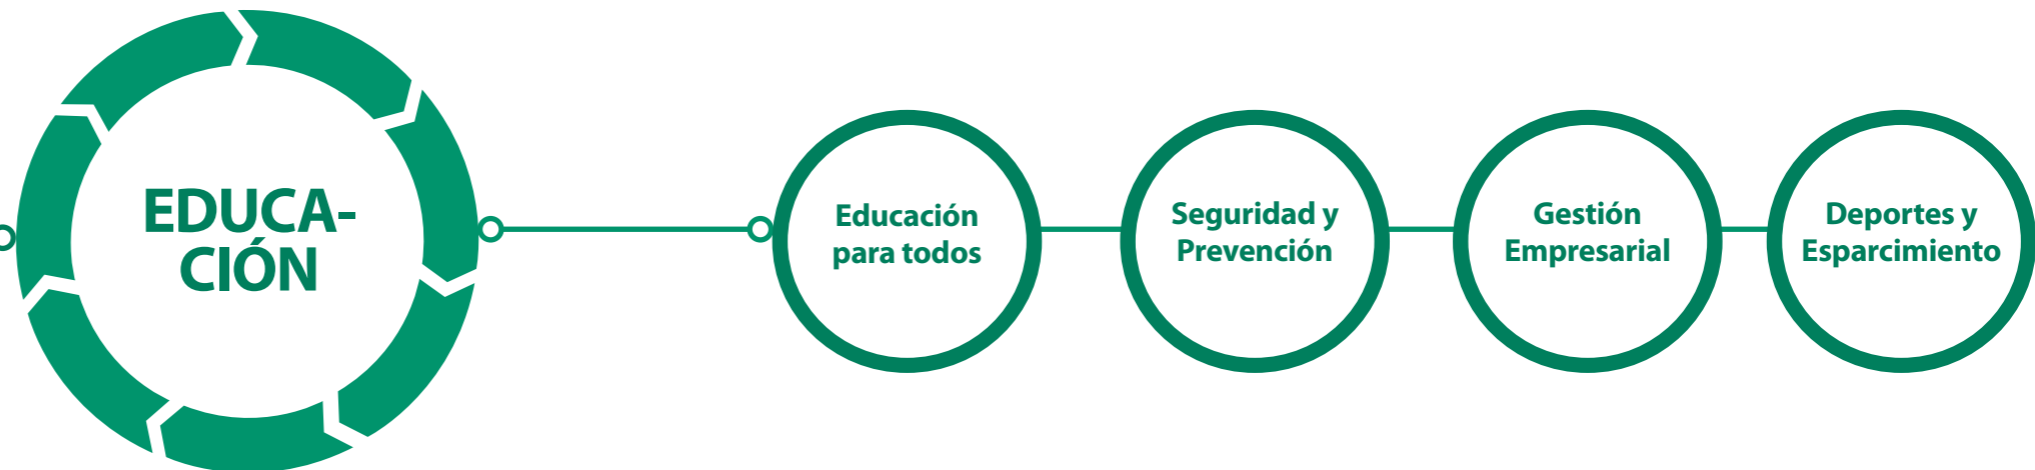 EDUCA-
CIÓN
Educación
para todos
Seguridad y
Prevención
Gestión
Empresarial
Deportes y
Esparcimiento